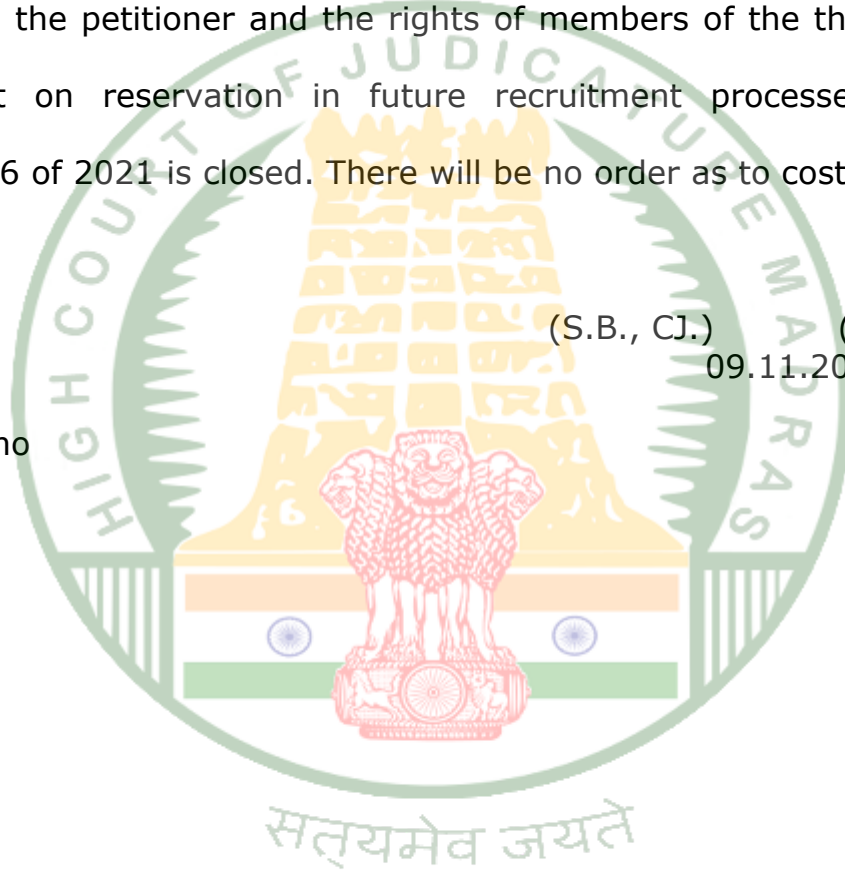 the petitioner and the rights of members of the th
t on reservation in future recruitment processe
6 of 2021 is closed. There will be no order as to cost
(S.B., CJ.) (
09.11.20
no
HIGH COURT OF JUDICATURE MADRAS
सत्यमेव जयते